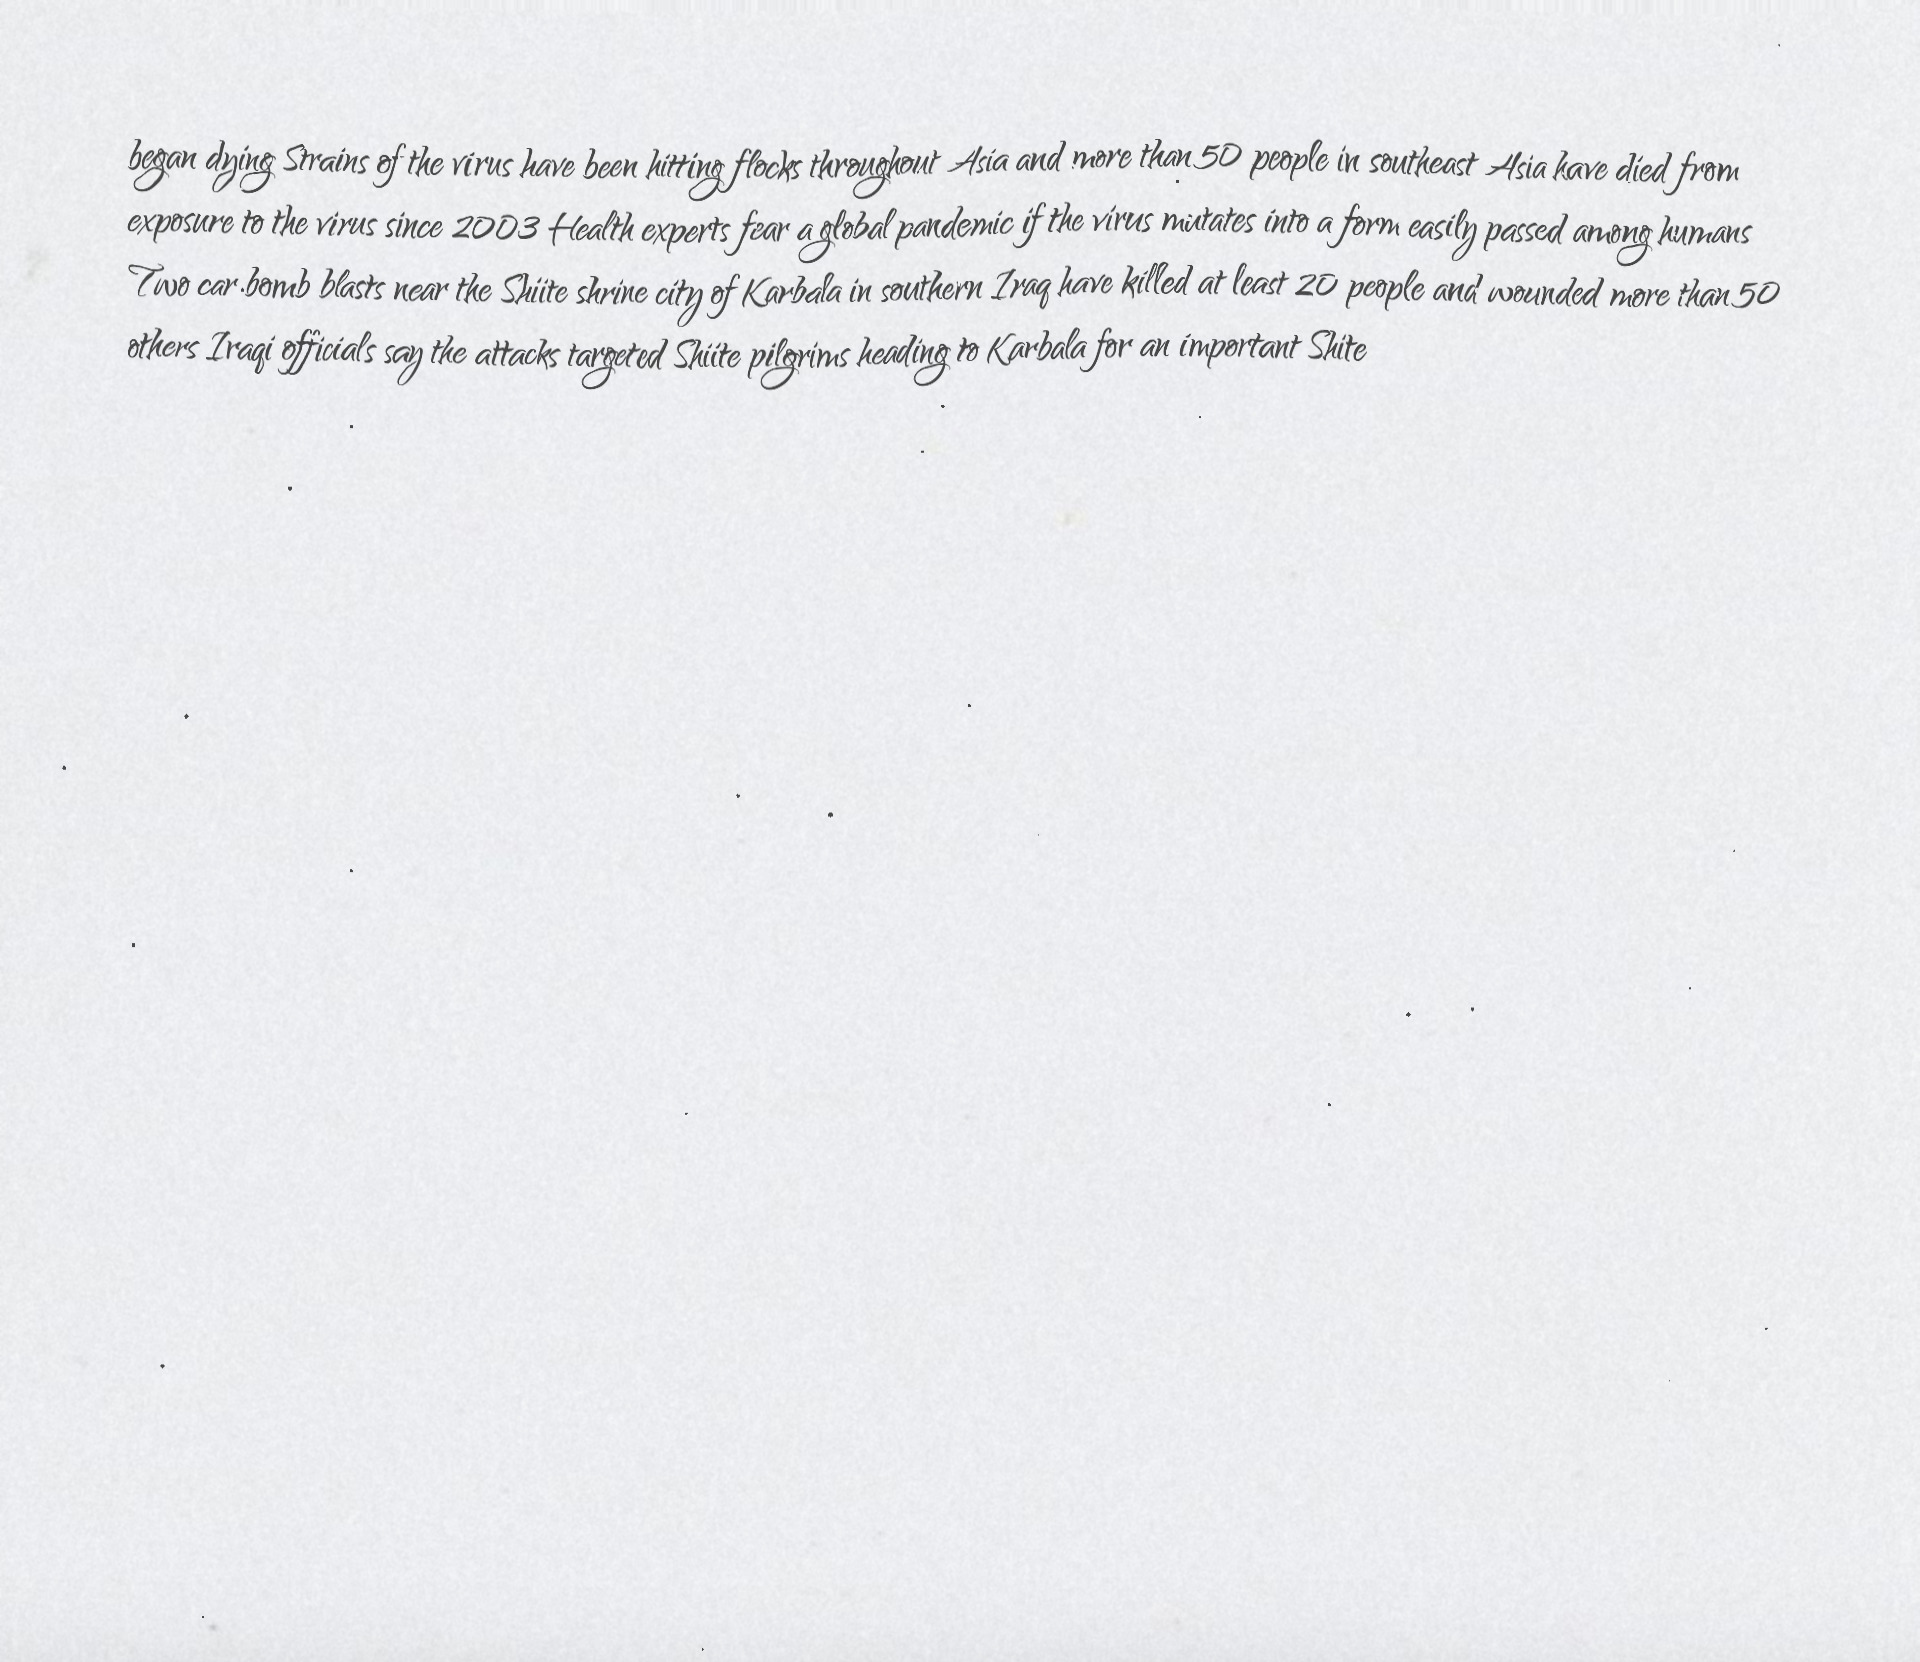 began dying Strains of the virus have been hitting flocks throughout Asia and more than 50 people in southeast Asia have died from
exposure to the virus since 2003 Health experts fear a global pandemic if the virus mutates into a form easily passed among humans
Two car bomb blasts near the Shiite shrine city of Karbala in southern Iraq have killed at least 20 people and wounded more than 50
others Iraqi officials say the attacks targeted Shiite pilgrims heading to Karbala for an important Shite